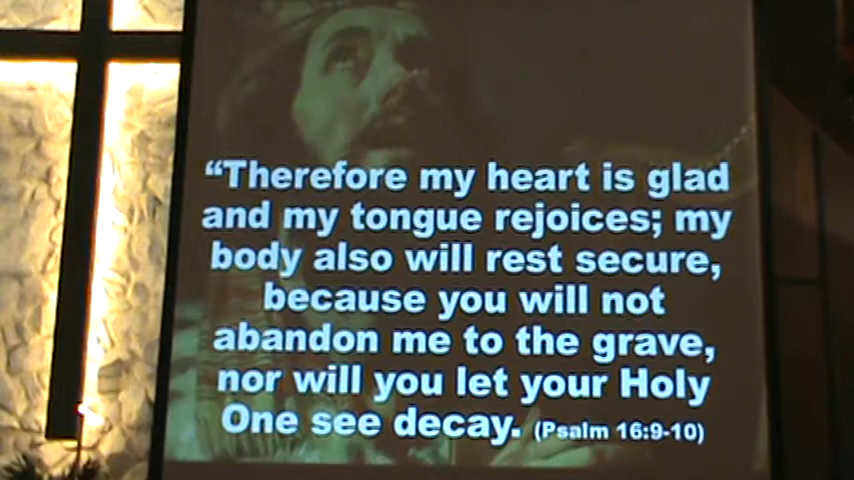 “Therefore my heart is glad
and my tongue rejoices; my
body also will rest secure,
because you will not
abandon me to the grave,
nor will you let your Holy
One see decay. (Psalm 16:9-10)